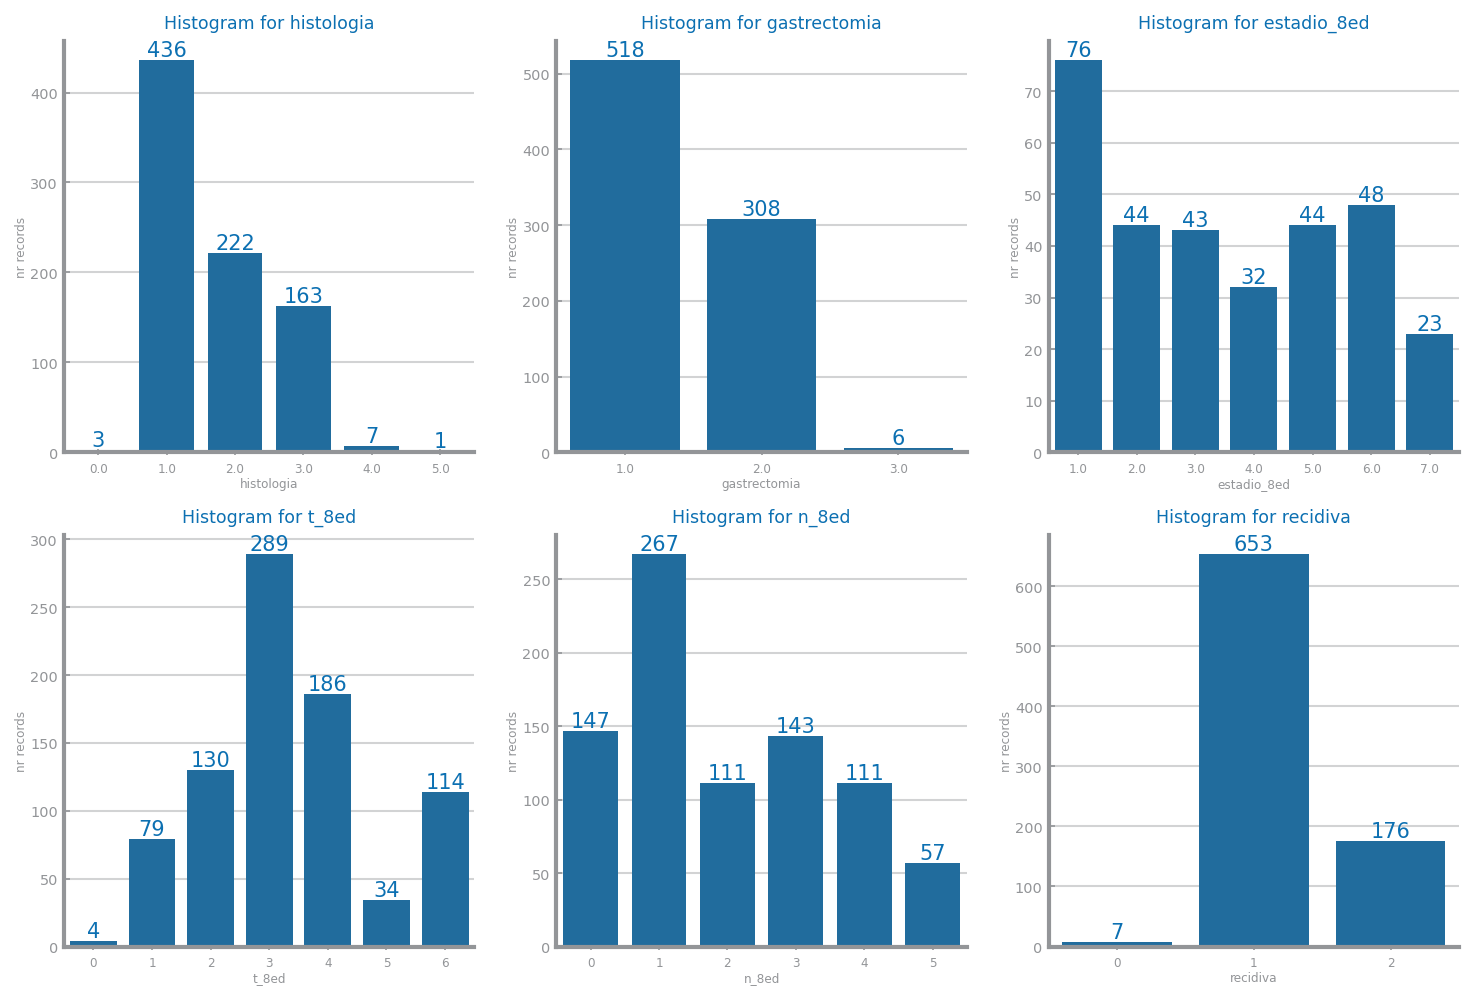 Histogram for histologia
436
222
163
7
3
1
400
300
200
100
0
nr records
0.0 1.0 2.0 3.0 4.0 5.0
histologia
Histogram for gastrectomia
518
308
6
500
400
300
200
100
0
nr records
1.0 2.0 3.0
gastrectomia
Histogram for estadio_8ed
76
44 43 32 44 48 23
70
60
50
40
30
20
10
0
nr records
1.0 2.0 3.0 4.0 5.0 6.0 7.0
estadio_8ed
Histogram for t_8ed
4 79 130 289 186 34 114
300
250
200
150
100
50
0
nr records
0 1 2 3 4 5 6
t_8ed
Histogram for n_8ed
147 267 111 143 111 57
250
200
150
100
50
0
nr records
0 1 2 3 4 5
n_8ed
Histogram for recidiva
7 653 176
600
500
400
300
200
100
0
nr records
0 1 2
recidiva